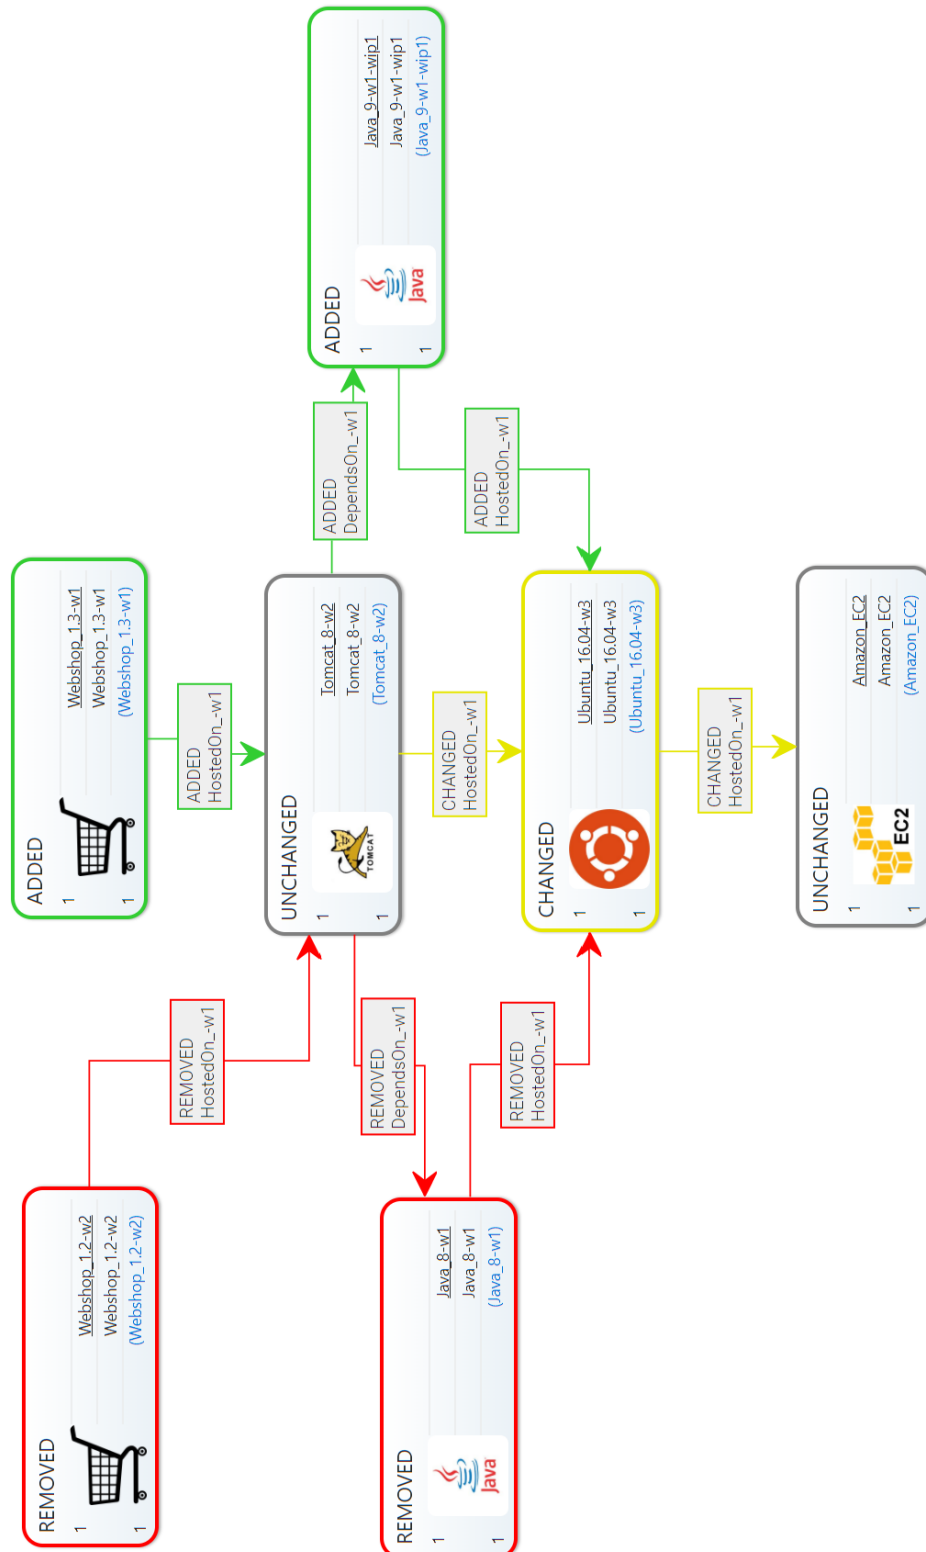 REMOVED
1 Webshop_1.2-w2
Webshop_1.2-w2
1 (Webshop_1.2-w2)
ADDED
1 Webshop_1.3-w1
Webshop_1.3-w1
1 (Webshop_1.3-w1)
REMOVED
HostedOn_-w1
ADDED
HostedOn_-w1
UNCHANGED
1 Tomcat_8-w2
TOMCAT
Tomcat_8-w2
1 (Tomcat_8-w2)
ADDED
DependsOn_-w1
ADDED
1 Java_9-w1-wip1
Java_9-w1-wip1
Java
1 (Java_9-w1-wip1)
REMOVED
DependsOn_-w1
REMOVED
1 Java_8-w1
Java_8-w1
Java
1 (Java_8-w1)
CHANGED
HostedOn_-w1
ADDED
HostedOn_-w1
REMOVED
HostedOn_-w1
CHANGED
1 Ubuntu_16.04-w3
Ubuntu_16.04-w3
1 (Ubuntu_16.04-w3)
CHANGED
HostedOn_-w1
UNCHANGED
1 Amazon_EC2
Amazon_EC2
EC2
1 (Amazon_EC2)